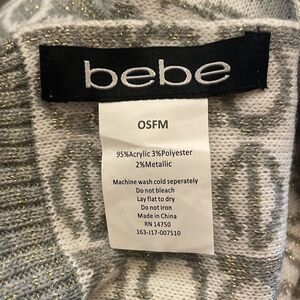 bebe
OSFM
95%Acrylic 3%Polyester
2%Metallic
Machine wash cold seperately
Do not bleach
Lay flat to dry
Do not iron
Made in China
RN 14750
163-J17-007510